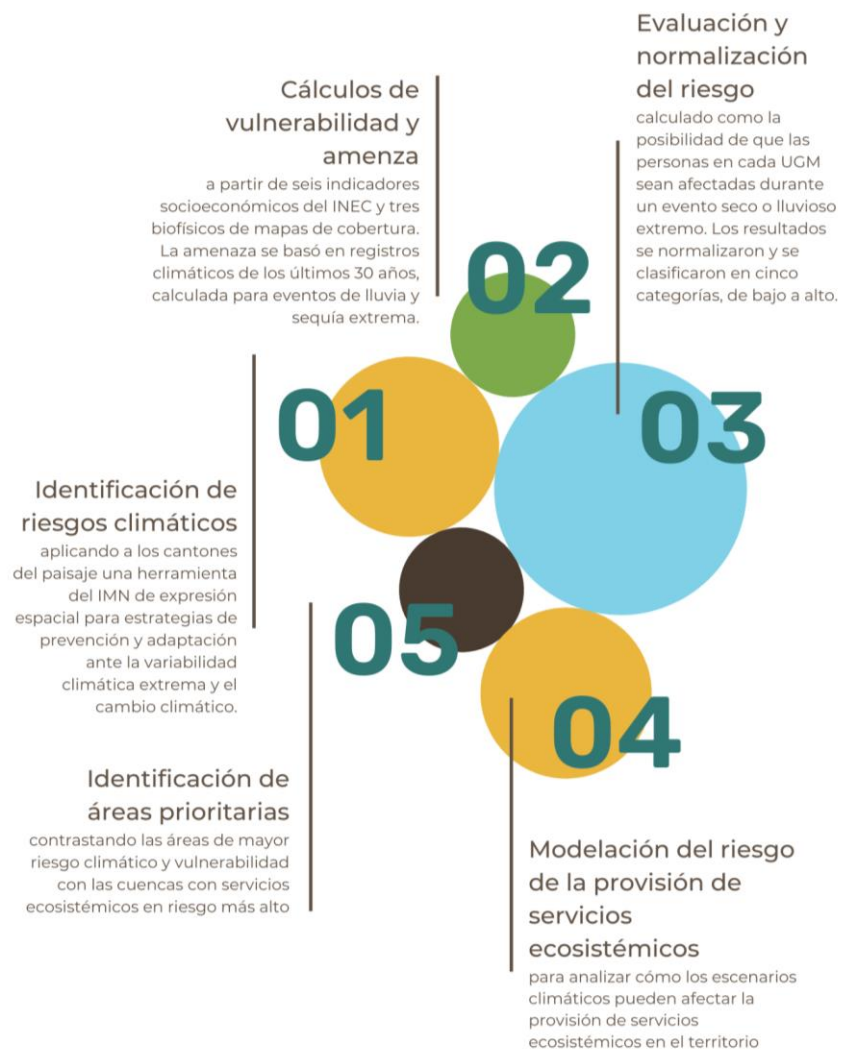 01
Identificación de
riesgos climáticos
aplicando a los cantones
del paisaje una herramienta
del IMN de expresión
espacial para estrategias de
prevención y adaptación
ante la variabilidad
climática extrema y el
cambio climático.
02
Cálculos de
vulnerabilidad y
amenza
a partir de seis indicadores
socioeconómicos del INEC y tres
biofísicos de mapas de cobertura.
La amenaza se basó en registros
climáticos de los últimos 30 años,
calculada para eventos de lluvia y
sequía extrema.
03
Evaluación y
normalización
del riesgo
calculado como la
posibilidad de que las
personas en cada UGM
sean afectadas durante
un evento seco o lluvioso
extremo. Los resultados
se normalizaron y se
clasificaron en cinco
categorías, de bajo a alto.
04
Modelación del riesgo
de la provisión de
servicios
ecosistémicos
para analizar cómo los escenarios
climáticos pueden afectar la
provisión de servicios
ecosistémicos en el territorio
05
Identificación de
áreas prioritarias
contrastando las áreas de mayor
riesgo climático y vulnerabilidad
con las cuencas con servicios
ecosistémicos en riesgo más alto